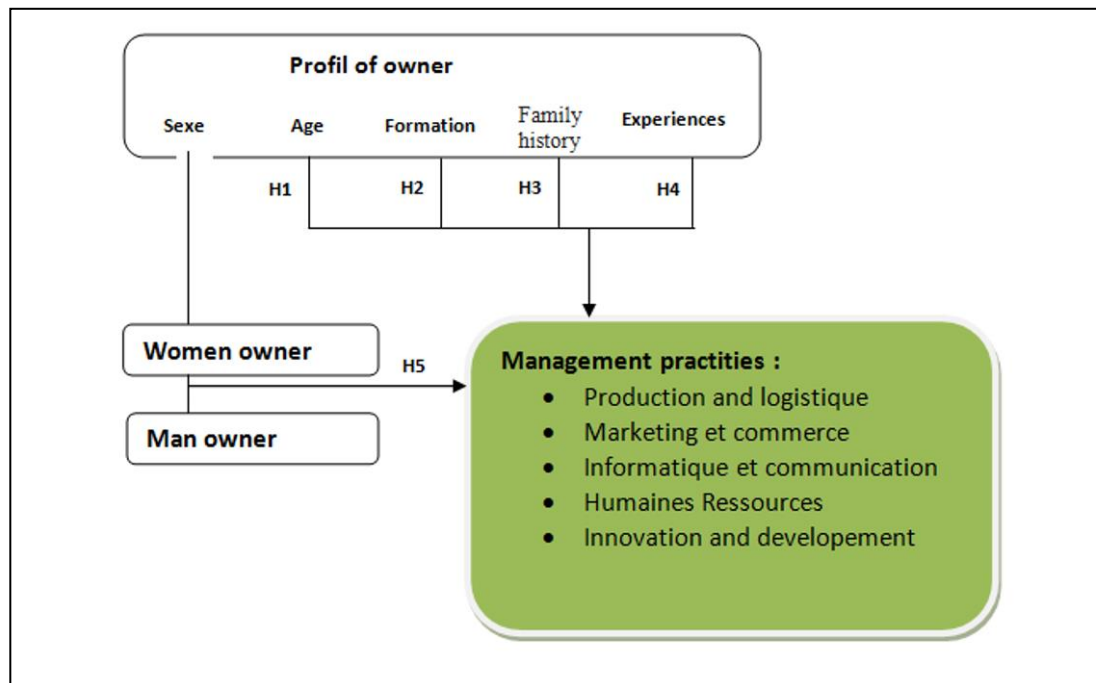 Profil of owner
Sexe Age Formation Family history Experiences
H1 H2 H3 H4
Women owner
H5
Man owner
Management practities :
• Production and logistique
• Marketing et commerce
• Informatique et communication
• Humaines Ressources
• Innovation and developement